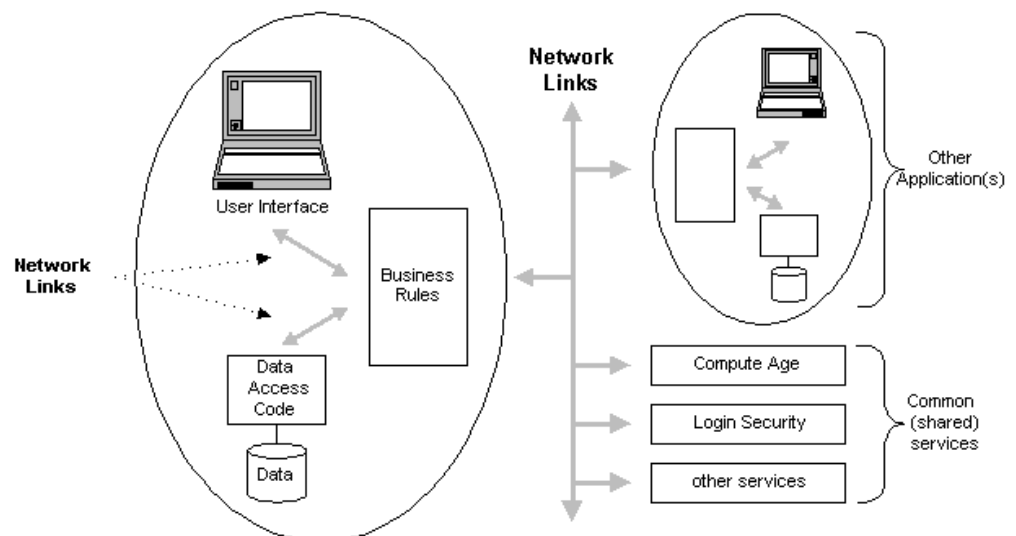 User Interface
Network
Links
Business
Rules
Data
Access
Code
Data
Network
Links
Other
Application(s)
Compute Age
Login Security
other services
Common
(shared)
services